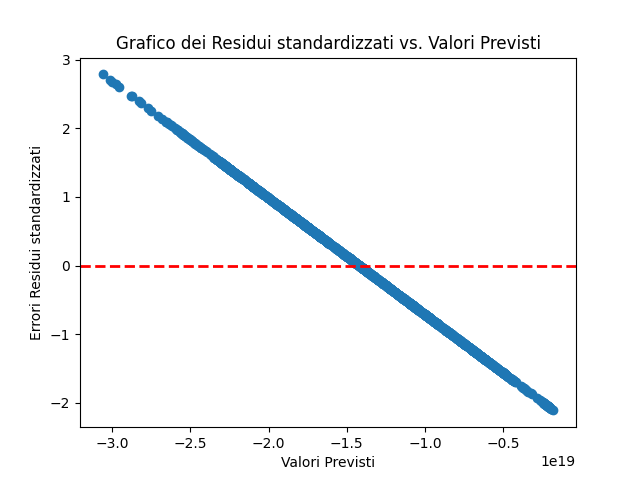 Grafico dei Residui standardizzati vs. Valori Previsti
3
2
1
0
−1
−2
Errori Residui standardizzati
−3.0 −2.5 −2.0 −1.5 −1.0 −0.5
1e19
Valori Previsti